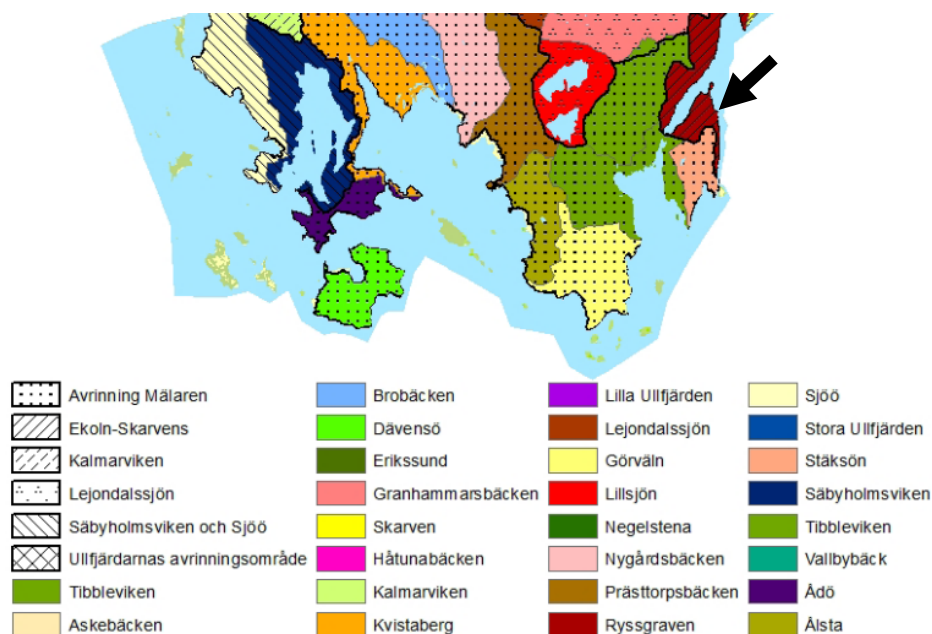 Avrinning Mälaren
Ekoln-Skarvens
Kalmarviken
Lejondalssjön
Säbyholmsviken och Sjöö
Ullfjärdarnas avrinningsområde
Tibbleviken
Askebäcken
Brobäcken
Dävensö
Erikssund
Granhammarsbäcken
Skarven
Håtunabäcken
Kalmarviken
Kvistaberg
Lilla Ullfjärden
Lejondalssjön
Görväln
Lillsjön
Negelstena
Nygårdsbäcken
Prästtorpsbäcken
Ryssgraven
Sjöö
Stora Ullfjärden
Stäksön
Säbyholmsviken
Tibbleviken
Vallbybäck
Ådö
Ålsta